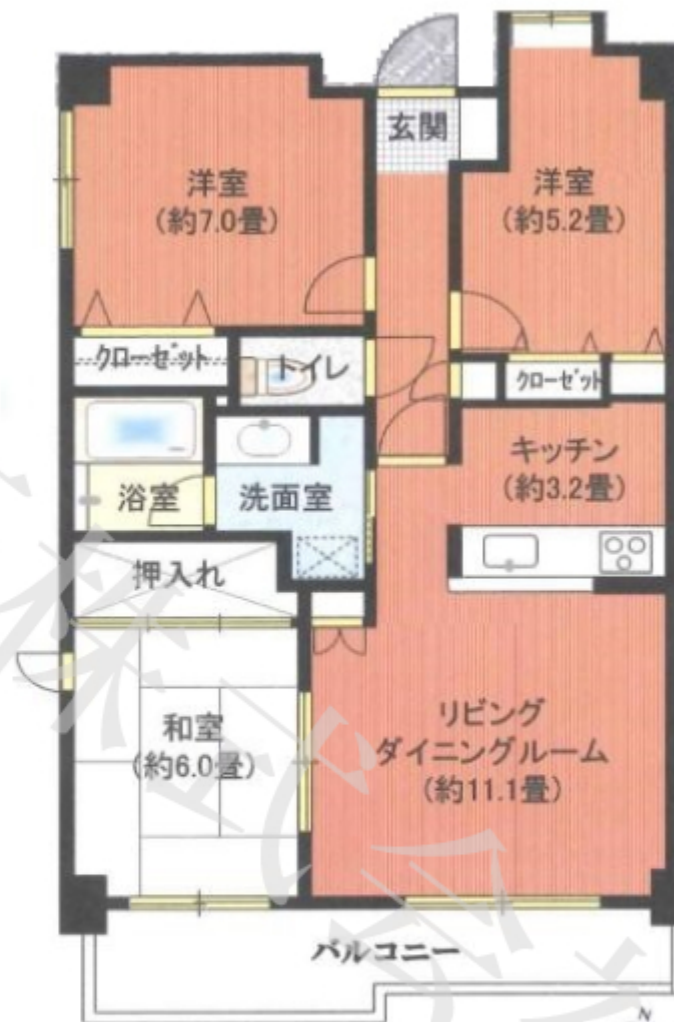 玄関
洋室
(約7.0畳)
洋室
(約5.2畳)
クローゼット
トイレ
クローゼット
キッチン
(約3.2畳)
浴室
洗面室
押入れ
和室
(約6.0畳)
リビング
ダイニングルーム
(約11.1畳)
バルコニー
N
株式会